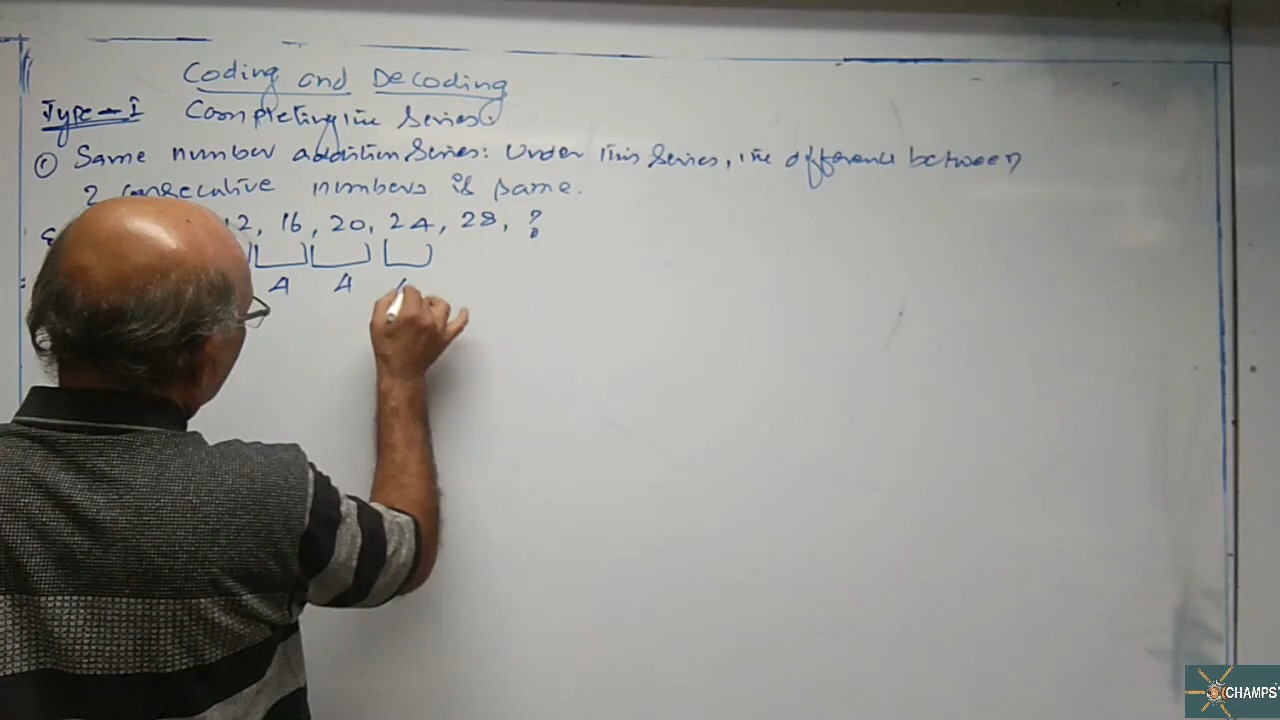 Coding and Decoding
Type-I Completing the Series:
① Same number addition Series: Under this Series, the difference between
2 consecutive numbers is same.
12, 16, 20, 24, 28, ?
4 4
CHAMPS